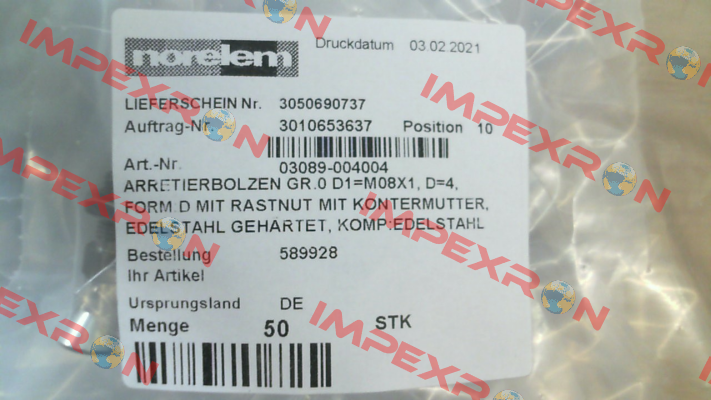 norelem
Druckdatum 03.02.2021
LIEFERSCHEIN Nr. 3050690737
Auftrag-Nr. 3010653637 Position 10
Art.-Nr. 03089-004004
ARRETIERBOLZEN GR.0 D1=M08X1, D=4,
FORM D MIT RASTNUT MIT KONTERMUTTER,
EDELSTAHL GEHÄRTET, KOMP:EDELSTAHL
Bestellung 589928
Ihr Artikel
Ursprungsland DE
Menge 50 STK
IMPEXRON
IMPEXRON
IMPEXRON
IMPEXRON
IMPEXRON